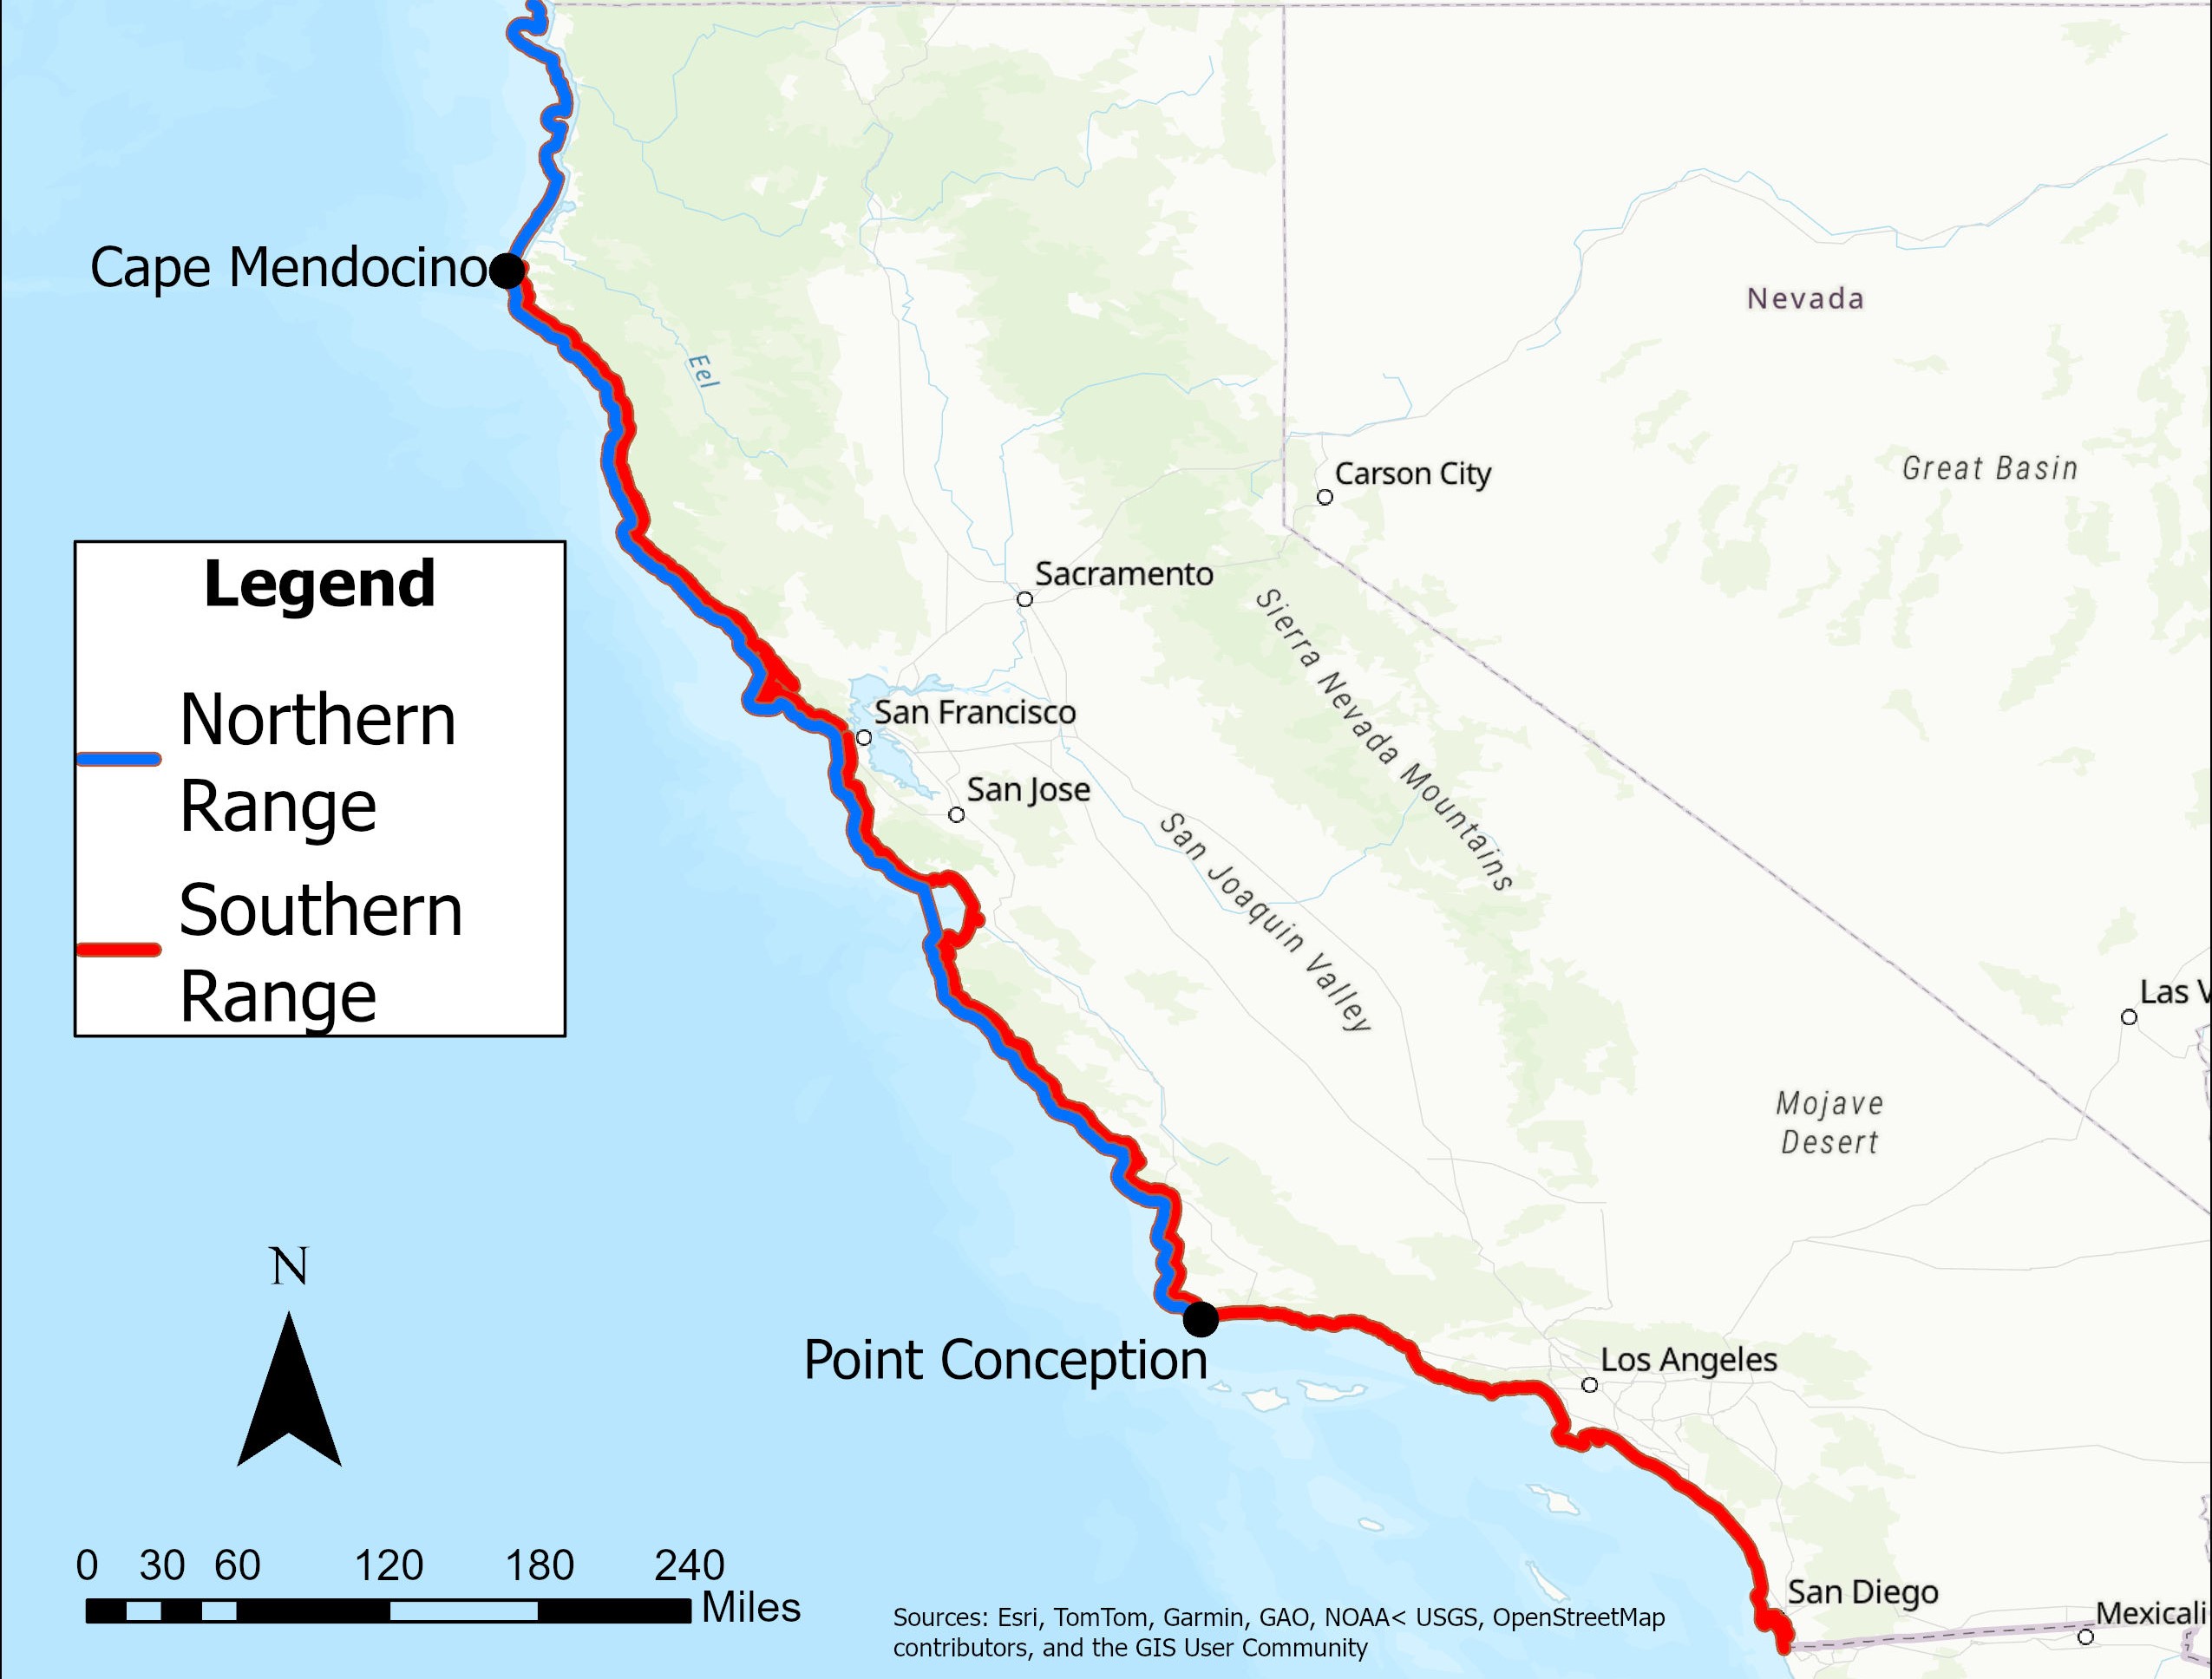 Cape Mendocino
Eel
Nevada
Great Basin
Carson City
Sacramento
Sierra Nevada Mountains
Legend
Northern
Range
Southern
Range
San Francisco
San Jose
San Joaquin Valley
Las V
Mojave
Desert
N
Point Conception
Los Angeles
0 30 60 120 180 240
Miles
San Diego
Mexicali
Sources: Esri, TomTom, Garmin, GAO, NOAA< USGS, OpenStreetMap
contributors, and the GIS User Community